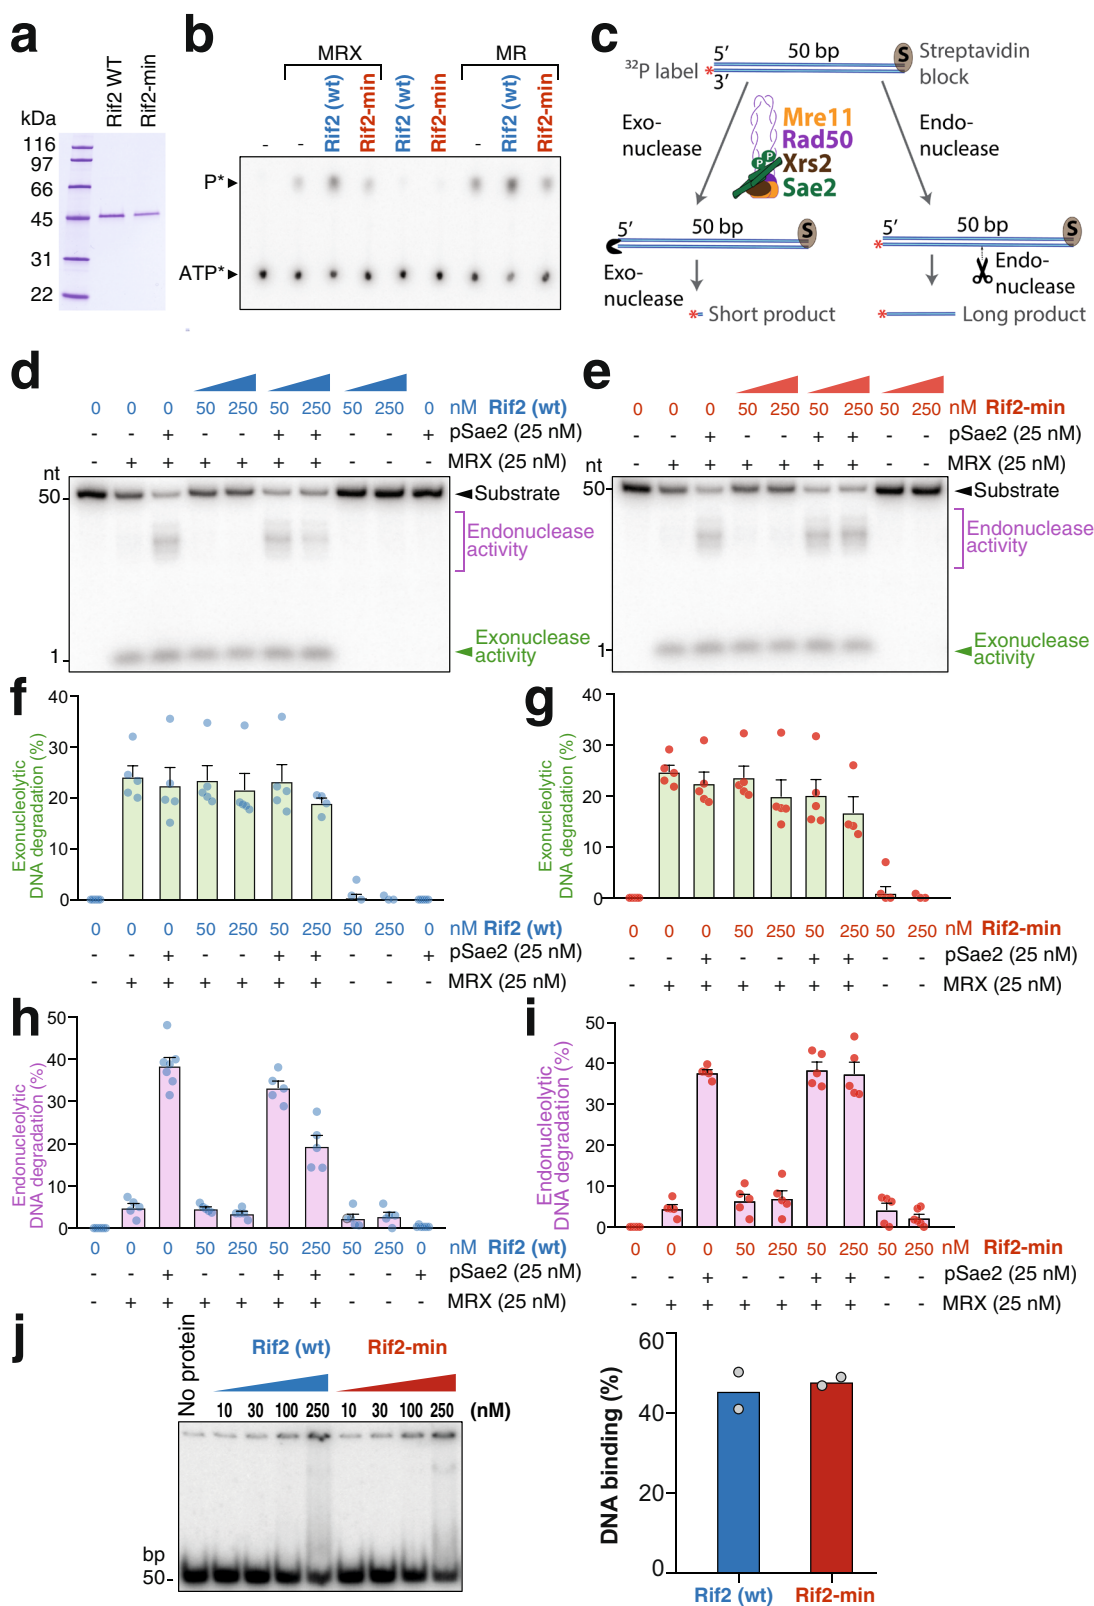 a
Rif2 WT
Rif2-min
kDa
116
97
66
45
31
22
b
MRX
MR
- - Rif2 (wt) Rif2-min Rif2 (wt) Rif2-min - Rif2 (wt) Rif2-min
P*
ATP*
c
5′ 50 bp S Streptavidin block
32P label *
3′
Exo-nuclease
Mre11
Rad50
Xrs2
Sae2
P P
Endo-nuclease
5′ 50 bp S
5′ 50 bp S
*
Exo-nuclease
Endo-nuclease
* Short product
* Long product
d
0 0 0 50 250 50 250 50 250 0 nM Rif2 (wt)
- - + - - + + - - + pSae2 (25 nM)
- + + + + + + - - - MRX (25 nM)
nt
50
Substrate
Endonuclease activity
Exonuclease activity
1
e
0 0 0 50 250 50 250 50 250 nM Rif2-min
- - + - - + + - - pSae2 (25 nM)
- + + + + + + - - MRX (25 nM)
nt
50
Substrate
Endonuclease activity
Exonuclease activity
1
f
Exonucleolytic
DNA degradation (%)
40
30
20
10
0
0 0 0 50 250 50 250 50 250 0 nM Rif2 (wt)
- - + - - + + - - + pSae2 (25 nM)
- + + + + + + - - - MRX (25 nM)
g
Exonucleolytic
DNA degradation (%)
40
30
20
10
0
0 0 0 50 250 50 250 50 250 nM Rif2-min
- - + - - + + - - pSae2 (25 nM)
- + + + + + + - - MRX (25 nM)
h
Endonucleolytic
DNA degradation (%)
50
40
30
20
10
0
0 0 0 50 250 50 250 50 250 0 nM Rif2 (wt)
- - + - - + + - - + pSae2 (25 nM)
- + + + + + + - - - MRX (25 nM)
i
Endonucleolytic
DNA degradation (%)
50
40
30
20
10
0
0 0 0 50 250 50 250 50 250 nM Rif2-min
- - + - - + + - - pSae2 (25 nM)
- + + + + + + - - MRX (25 nM)
j
No protein
Rif2 (wt) Rif2-min
10 30 100 250 10 30 100 250 (nM)
bp
50
DNA binding (%)
60
40
20
0
Rif2 (wt) Rif2-min